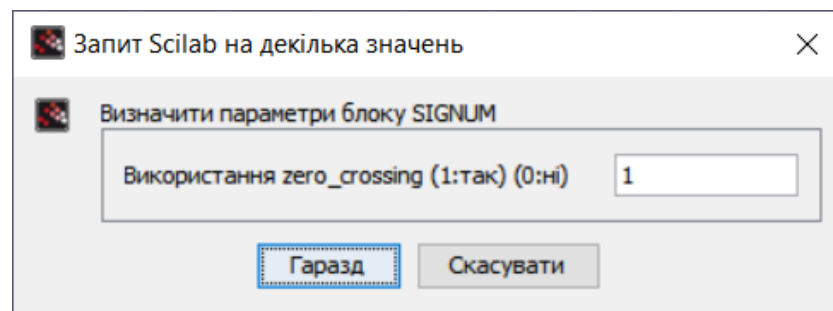 Запит Scilab на декілька значень
Визначити параметри блоку SIGNUM
Використання zero_crossing (1:так) (0:ні) 1
Гаразд Скасувати